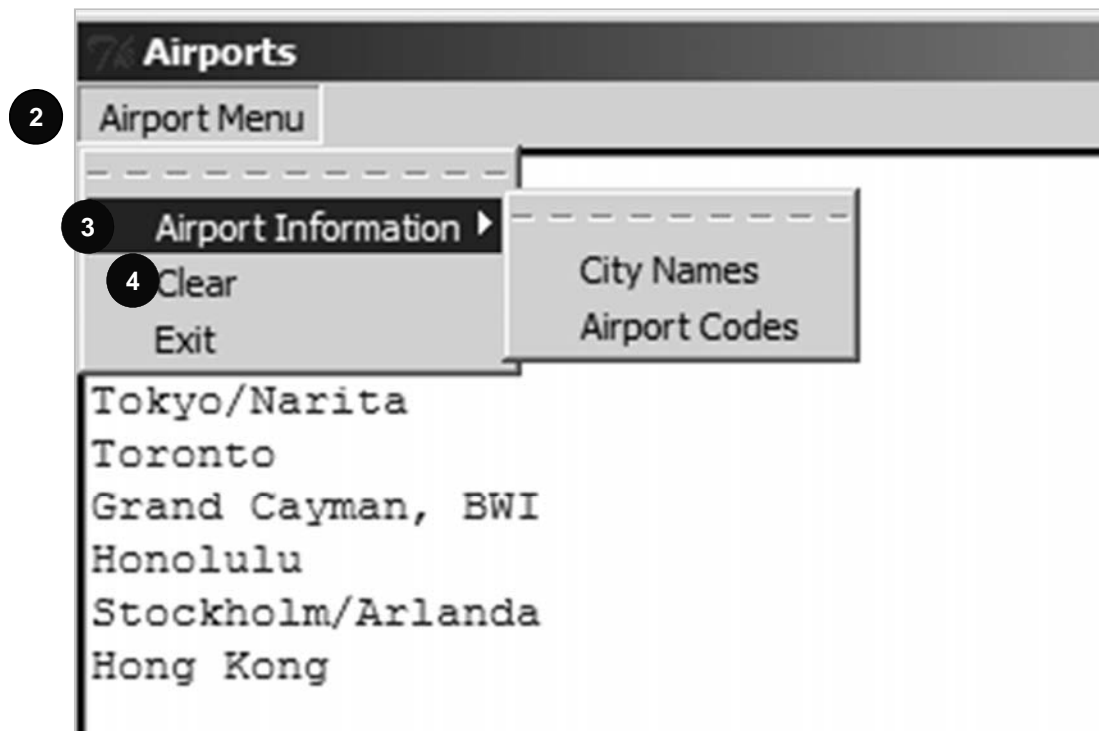 Airports
2
Airport Menu
3
Airport Information
4
Clear
Exit
City Names
Airport Codes
Tokyo/Narita
Toronto
Grand Cayman, BWI
Honolulu
Stockholm/Arlanda
Hong Kong